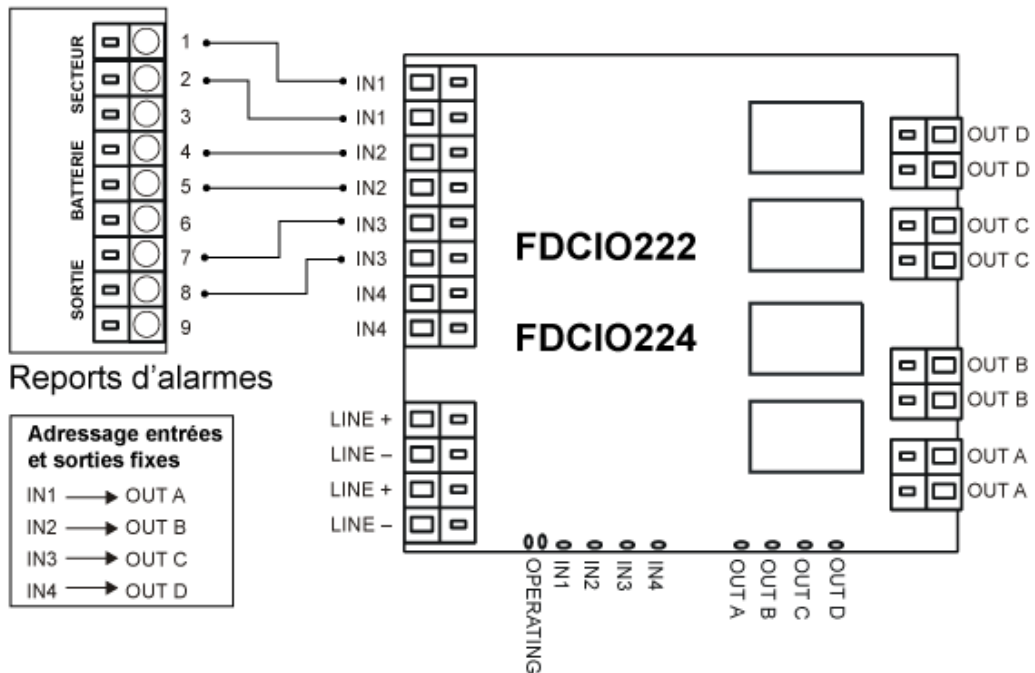 SECTEUR
BATTERIE
SORTIE
1
2
3
4
5
6
7
8
9
Reports d'alarmes
Adressage entrées
et sorties fixes
IN1 → OUT A
IN2 → OUT B
IN3 → OUT C
IN4 → OUT D
IN1
IN1
IN2
IN2
IN3
IN3
IN4
IN4
LINE +
LINE –
LINE +
LINE –
FDCIO222
FDCIO224
OUT D
OUT D
OUT C
OUT C
OUT B
OUT B
OUT A
OUT A
OPERATING
IN1
IN2
IN3
IN4
OUT A
OUT B
OUT C
OUT D